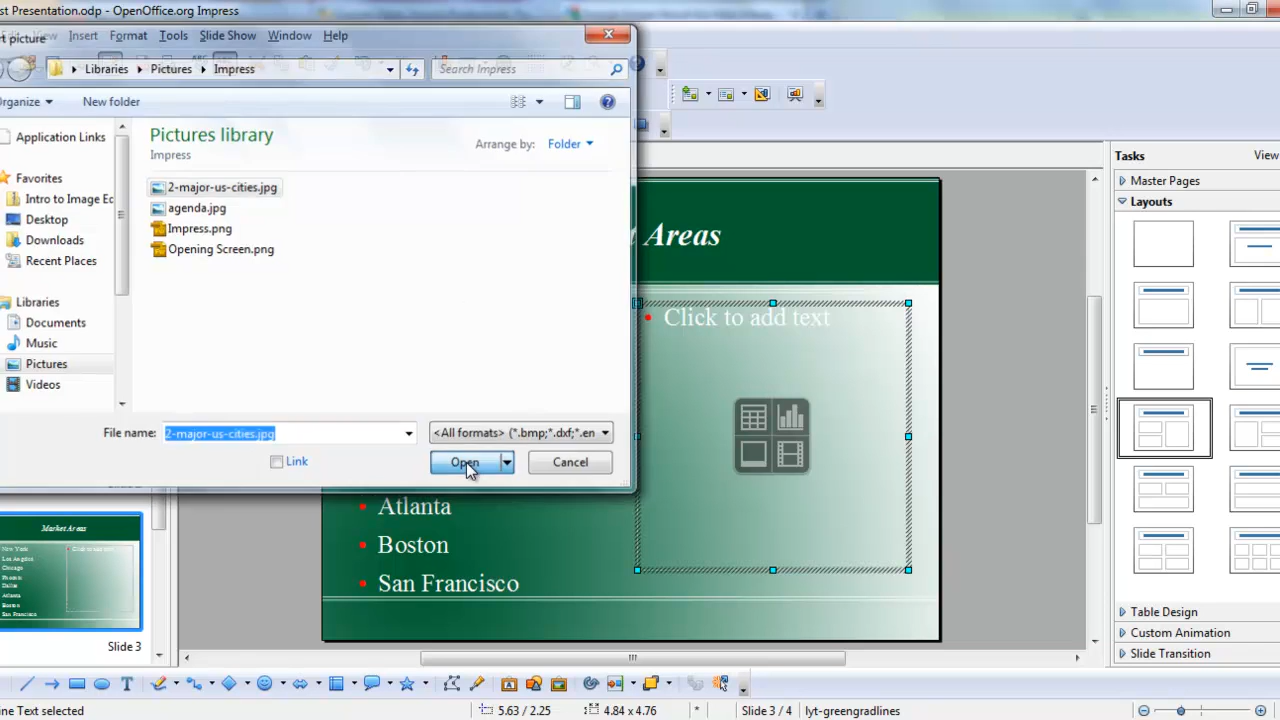 st Presentation.odp - OpenOffice.org Impress
Insert Format Tools Slide Show Window Help
picture
Libraries Pictures Impress Search Impress
Organize New folder
Application Links
Favorites
Intro to Image Ec
Desktop
Downloads
Recent Places
Libraries
Documents
Music
Pictures
Videos
Pictures library
Impress
Arrange by: Folder
2-major-us-cities.jpg
agenda.jpg
Impress.png
Opening Screen.png
File name: 2-major-us-cities.jpg <All formats> (*.bmp;*.dxf;*.en
Link
Open Cancel
Areas
Click to add text
Atlanta
Boston
San Francisco
Market Areas
New York
Los Angeles
Chicago
Phoenix
Dallas
Atlanta
Boston
San Francisco
Click to add text
Slide 3
Tasks View
Master Pages
Layouts
Table Design
Custom Animation
Slide Transition
ne Text selected 5.63 / 2.25 4.84 x 4.76 * Slide 3 / 4 lyt-greengradlines